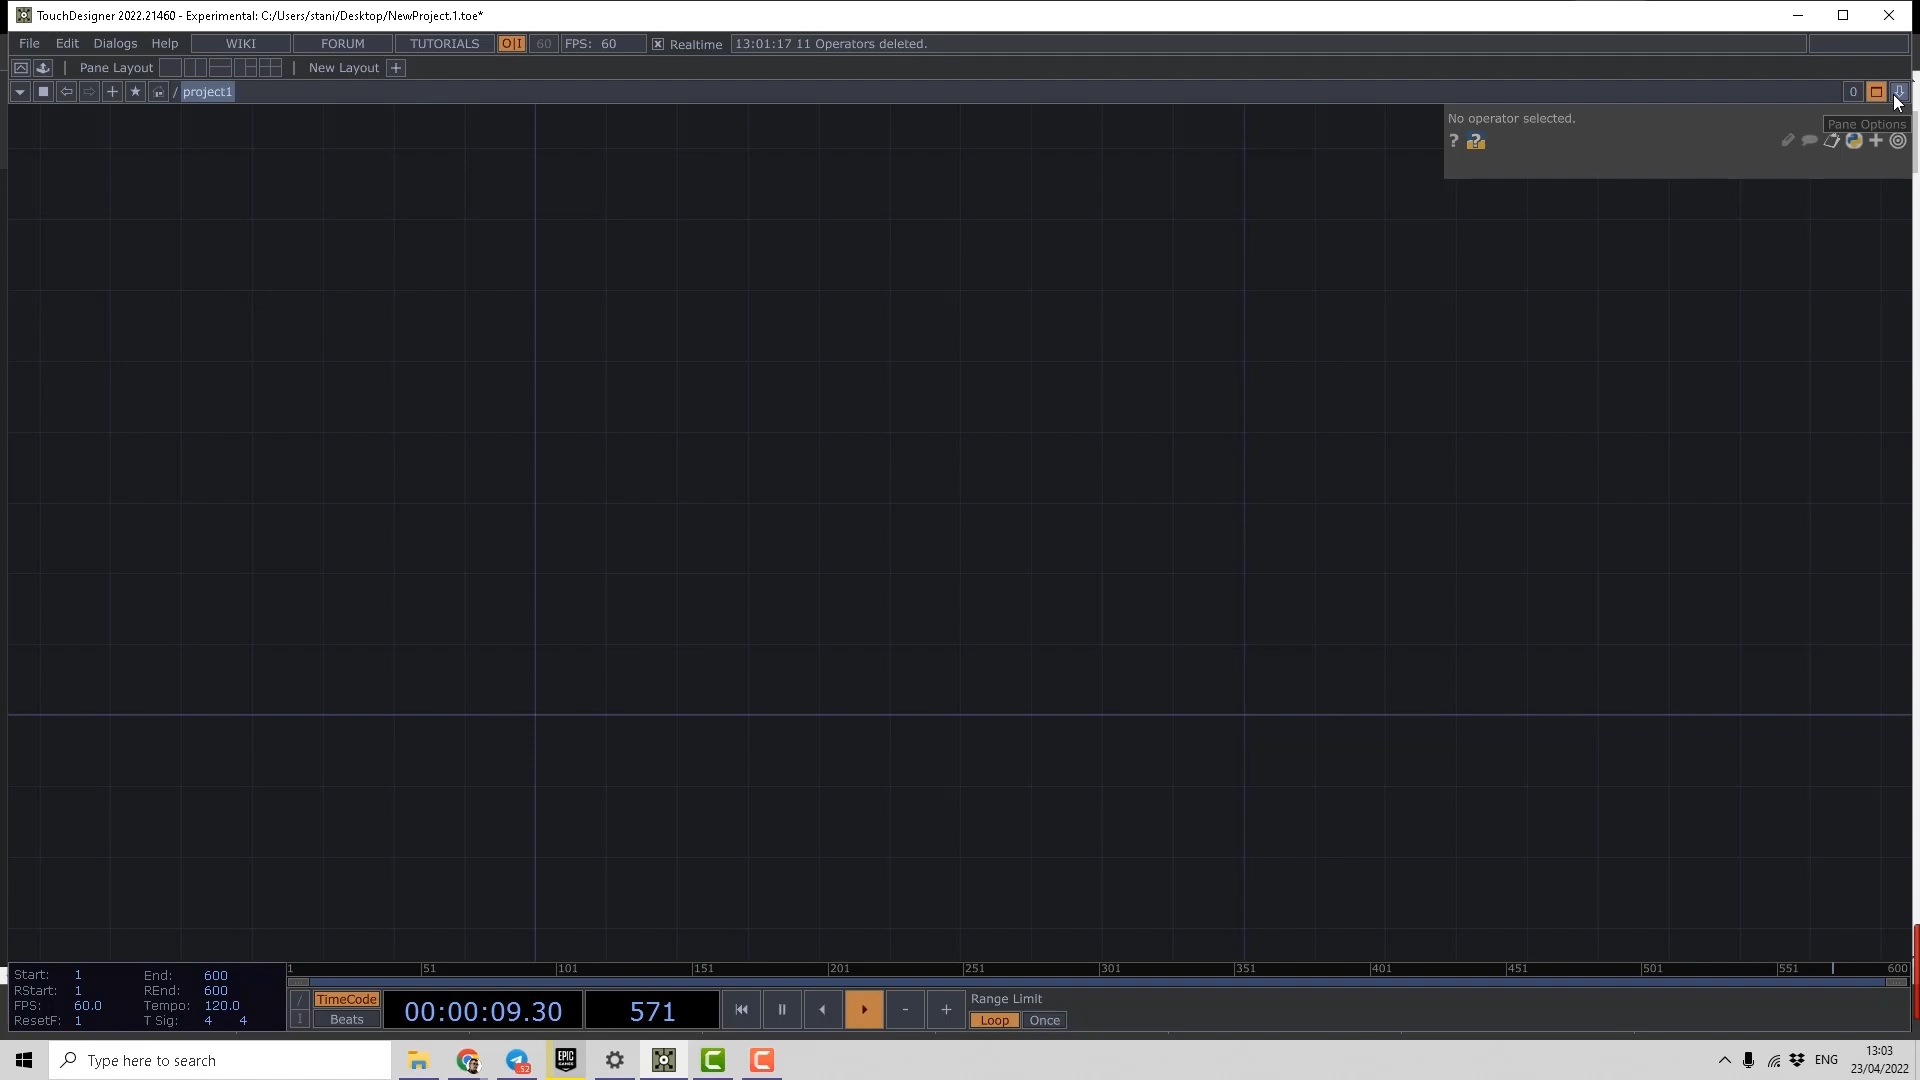 TouchDesigner 2022.21460 - Experimental: C:/Users/stani/Desktop/NewProject.1.toe*
File Edit Dialogs Help WIKI FORUM TUTORIALS O|I 60 FPS: 60 Realtime 13:01:17 11 Operators deleted.
Pane Layout New Layout +
/ project1 0
No operator selected.
Pane Options
1 51 101 151 201 251 301 351 401 451 501 551 600
Start: 1 End: 600
RStart: 1 REnd: 600
FPS: 60.0 Tempo: 120.0
ResetF: 1 T Sig: 4 4
TimeCode
Beats
00:00:09.30 571
Range Limit
Loop Once
Type here to search
EPIC GAMES
52
ENG
13:03
23/04/2022